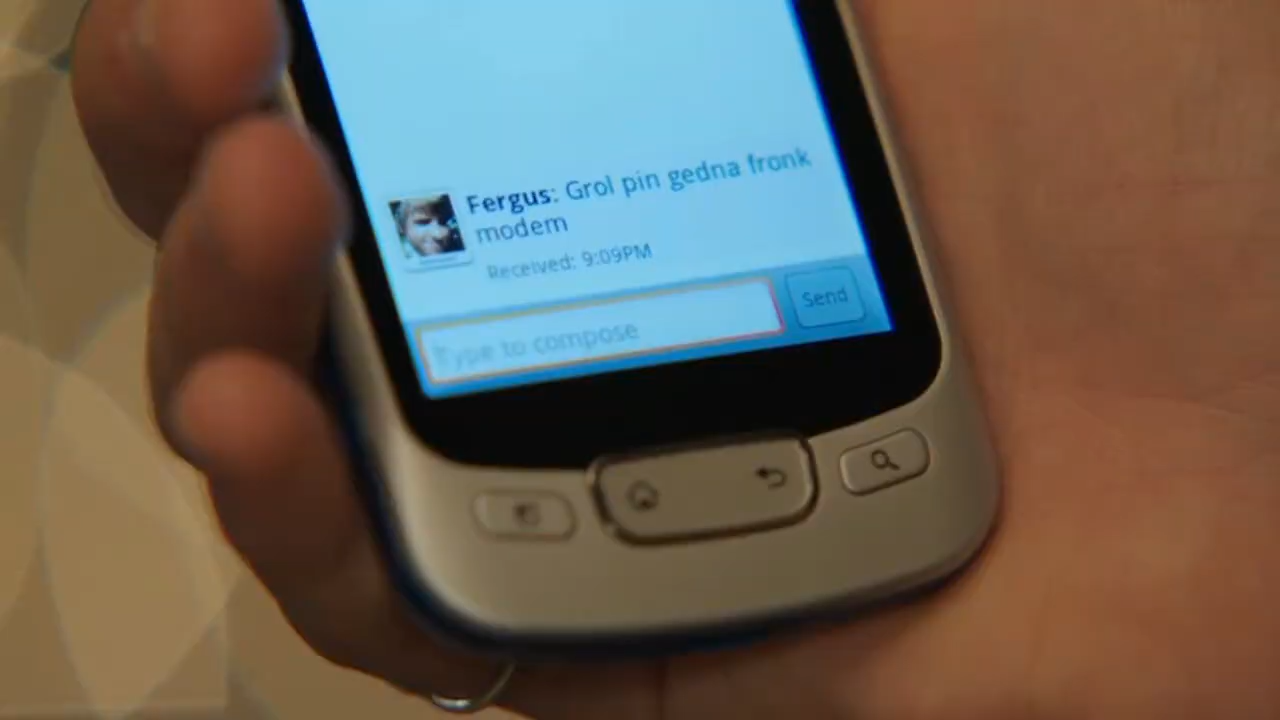 Fergus: Grol pin gedna fronk
modem
Received: 9:09PM
Type to compose
Send